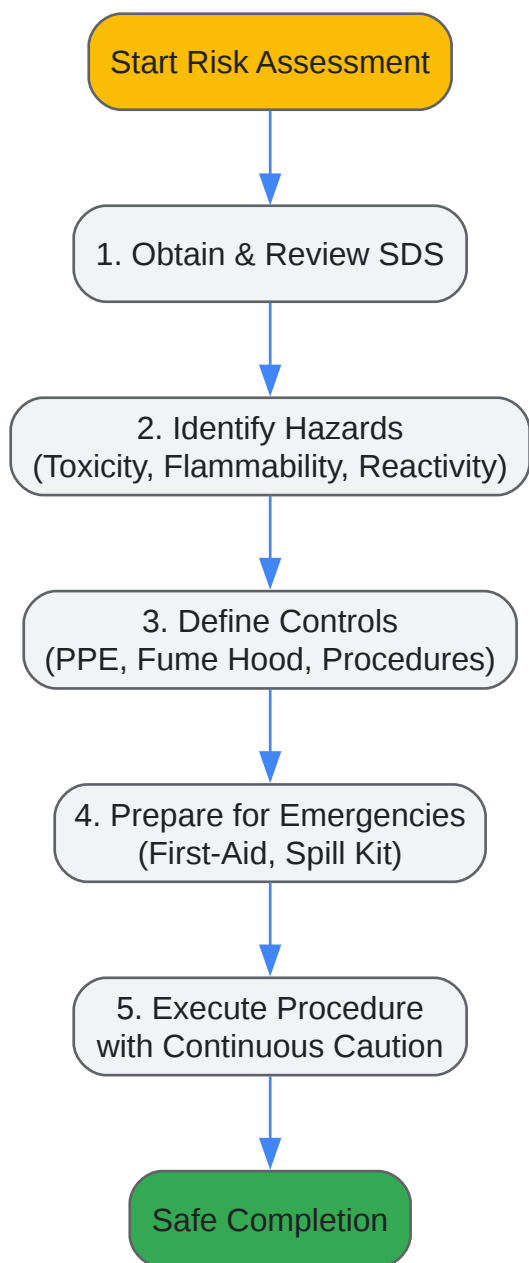 Start Risk Assessment
1. Obtain & Review SDS
2. Identify Hazards
(Toxicity, Flammability, Reactivity)
3. Define Controls
(PPE, Fume Hood, Procedures)
4. Prepare for Emergencies
(First-Aid, Spill Kit)
5. Execute Procedure
with Continuous Caution
Safe Completion